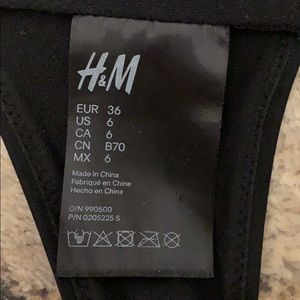 H&M
EUR 36
US 6
CA 6
CN B70
MX 6
Made in China
Fabriqué en Chine
Hecho en China
O/N 990500
P/N 0205225 5